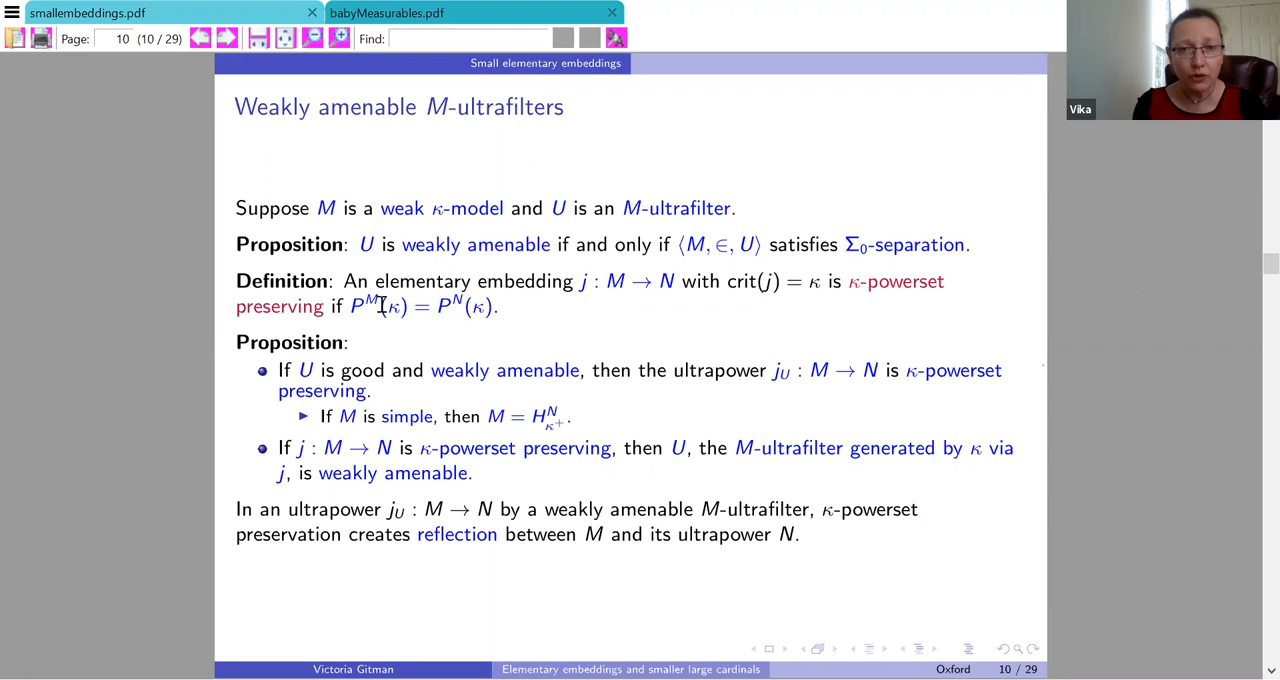 smallembeddings.pdf
babyMeasurables.pdf
Page: 10 (10 / 29) Find:
Vika
Small elementary embeddings
Weakly amenable M-ultrafilters
Suppose M is a weak κ-model and U is an M-ultrafilter.
Proposition: U is weakly amenable if and only if ⟨M, ∈, U⟩ satisfies Σ₀-separation.
Definition: An elementary embedding j : M → N with crit(j) = κ is κ-powerset
preserving if P^M(κ) = P^N(κ).
Proposition:
If U is good and weakly amenable, then the ultrapower j_U : M → N is κ-powerset
preserving.
If M is simple, then M = H^N_{κ^+}.
If j : M → N is κ-powerset preserving, then U, the M-ultrafilter generated by κ via
j, is weakly amenable.
In an ultrapower j_U : M → N by a weakly amenable M-ultrafilter, κ-powerset
preservation creates reflection between M and its ultrapower N.
Victoria Gitman Elementary embeddings and smaller large cardinals Oxford 10 / 29